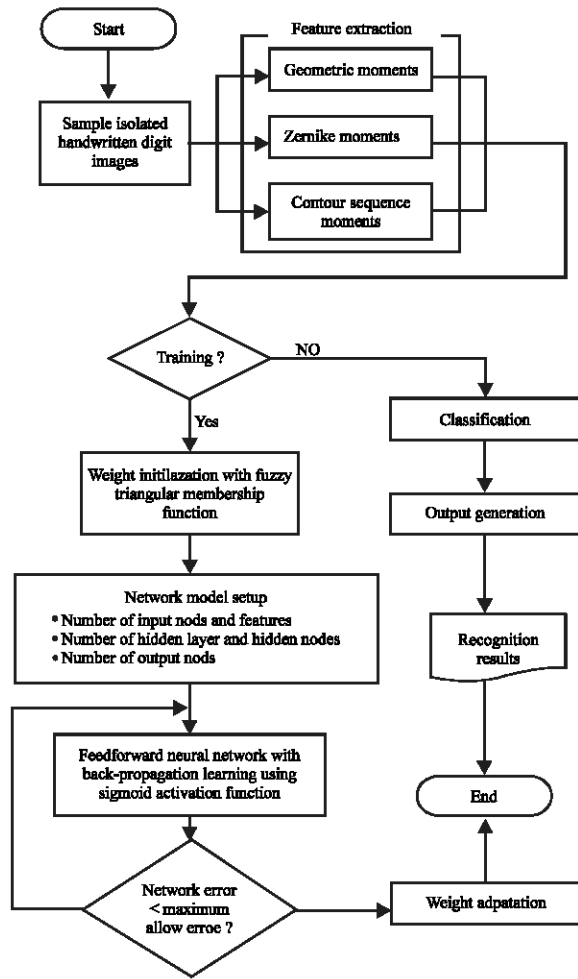 Start
Feature extraction
Geometric moments
Sample isolated
handwritten digit
images
Zernike moments
Contour sequence
moments
Training ?
NO
Yes
Classification
Weight initilazation with fuzzy
triangular membership
function
Output generation
Network model setup
• Number of input nods and features
• Number of hidden layer and hidden nodes
• Number of output nods
Recognition
results
Feedforward neural network with
back-propagation learning using
sigmoid activation function
End
Network error
< maximum
allow erroe ?
Weight adpatation